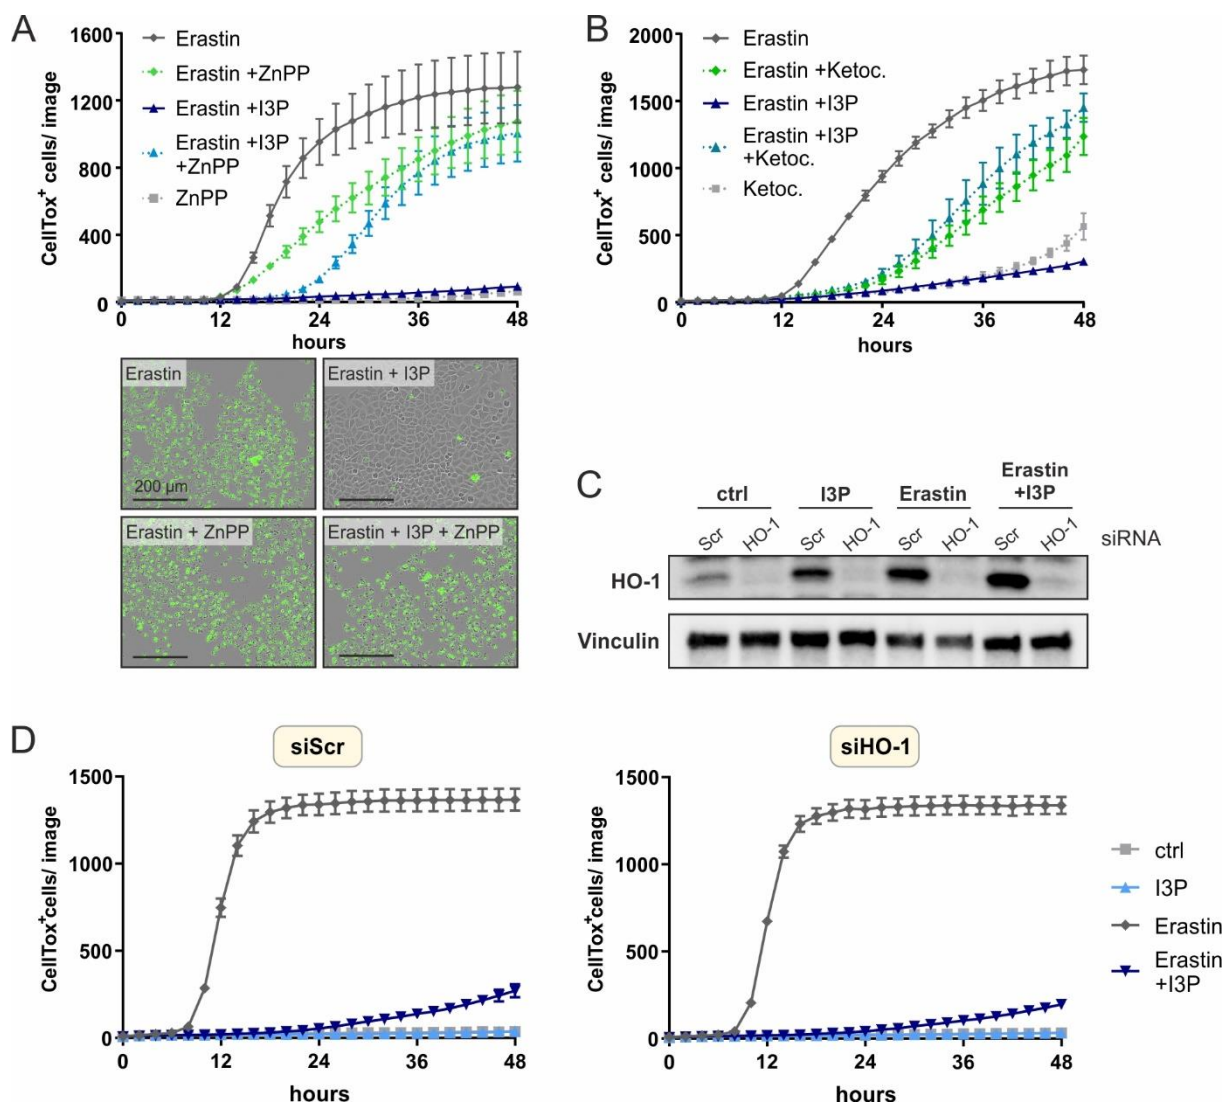 A
CellTox+ cells/ image
1600
1200
800
400
0
0 12 24 36 48
hours
Erastin
Erastin +ZnPP
Erastin +I3P
Erastin +I3P
+ZnPP
ZnPP
Erastin
200 µm
Erastin + I3P
Erastin + ZnPP
Erastin + I3P + ZnPP
B
CellTox+ cells/ image
2000
1500
1000
500
0
0 12 24 36 48
hours
Erastin
Erastin +Ketoc.
Erastin +I3P
Erastin +I3P
+Ketoc.
Ketoc.
C
ctrl I3P Erastin Erastin
+I3P
Scr HO-1 Scr HO-1 Scr HO-1 Scr HO-1 siRNA
HO-1
Vinculin
D
siScr
CellTox+cells/ image
1500
1000
500
0
0 12 24 36 48
hours
siHO-1
CellTox+cells/ image
1500
1000
500
0
0 12 24 36 48
hours
ctrl
I3P
Erastin
Erastin
+I3P